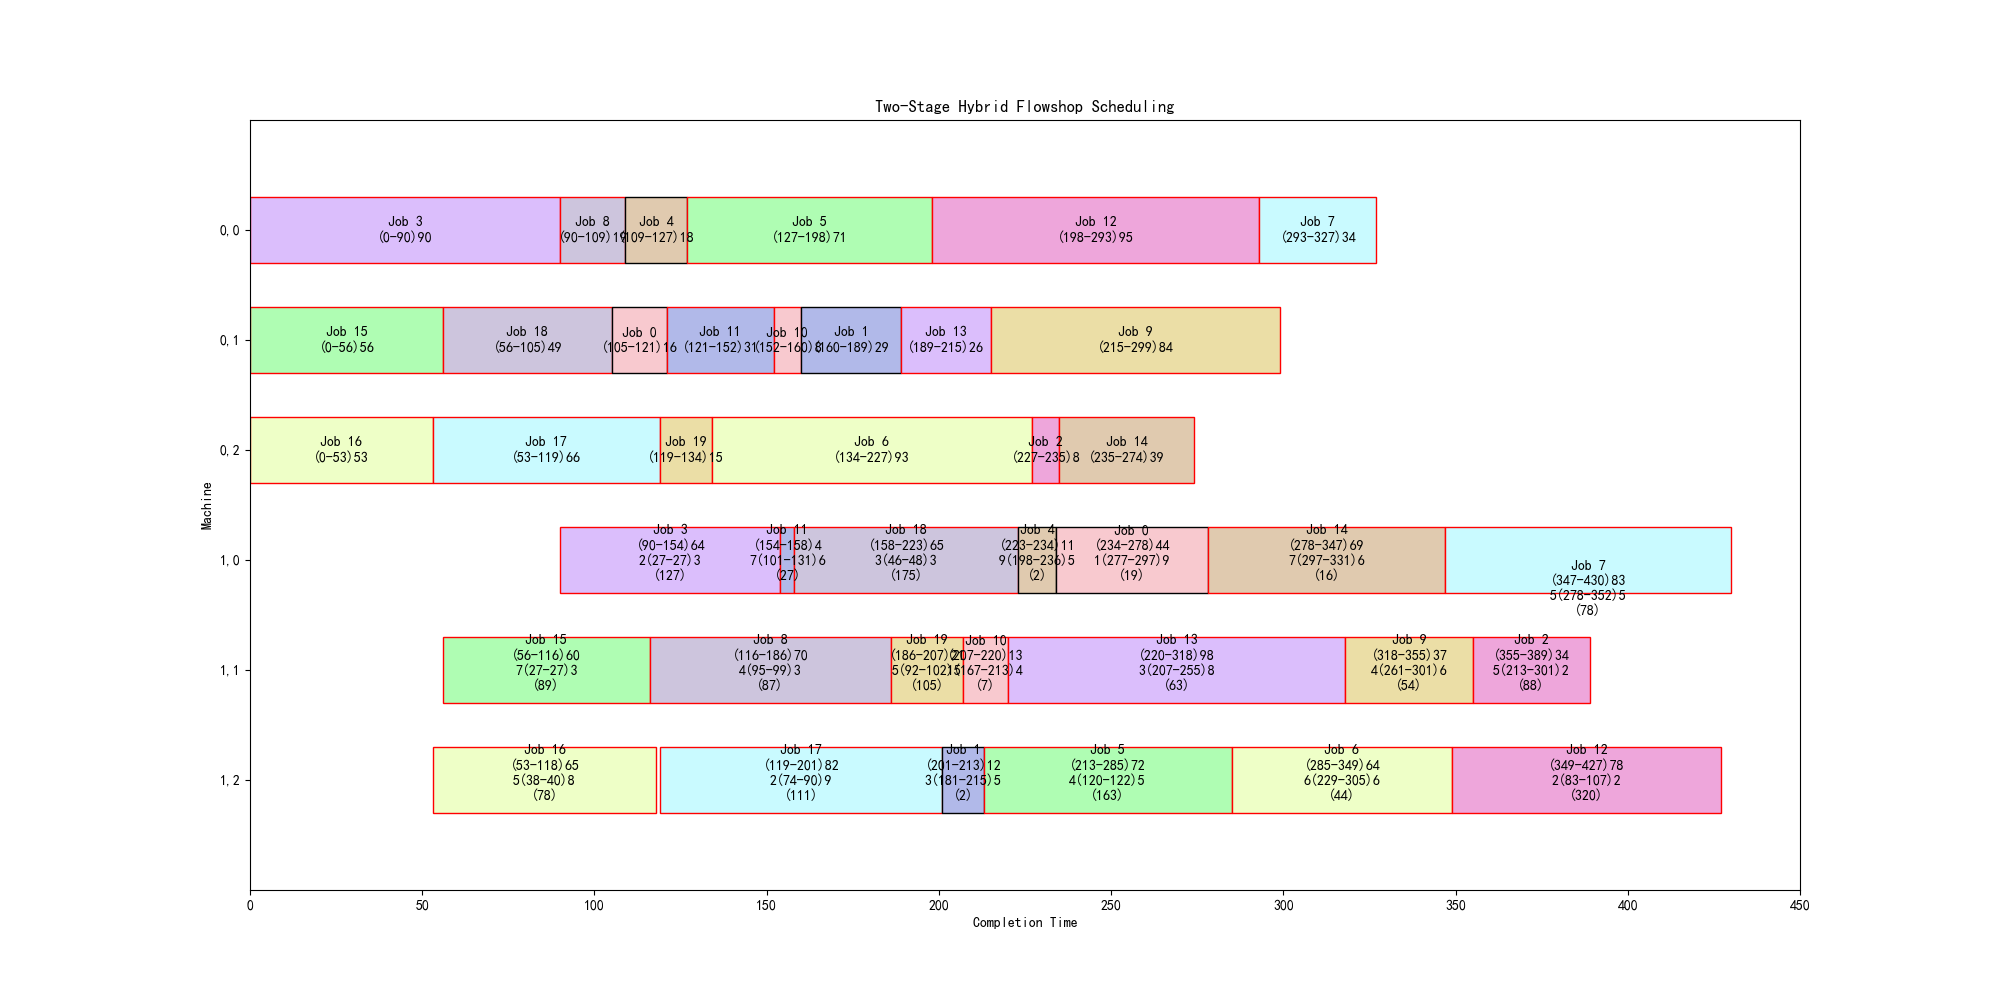 Two-Stage Hybrid Flowshop Scheduling
0,0
Job 3
(0-90)90
Job 8
(90-109)19
Job 4
(109-127)18
Job 5
(127-198)71
Job 12
(198-293)95
Job 7
(293-327)34
0,1
Job 15
(0-56)56
Job 18
(56-105)49
Job 0
(105-121)16
Job 11
(121-152)31
Job 10
(152-160)8
Job 1
(160-189)29
Job 13
(189-215)26
Job 9
(215-299)84
0,2
Job 16
(0-53)53
Job 17
(53-119)66
Job 19
(119-134)15
Job 6
(134-227)93
Job 2
(227-235)8
Job 14
(235-274)39
Machine
1,0
Job 3
(90-154)64
2(27-27)3
(127)
Job 11
(154-158)4
7(101-131)6
(27)
Job 18
(158-223)65
3(46-48)3
(175)
Job 4
(223-234)11
9(198-236)5
(2)
Job 0
(234-278)44
1(277-297)9
(19)
Job 14
(278-347)69
7(297-331)6
(16)
Job 7
(347-430)83
5(278-352)5
(78)
1,1
Job 15
(56-116)60
7(27-27)3
(89)
Job 8
(116-186)70
4(95-99)3
(87)
Job 19
(186-207)21
5(92-102)5
(105)
Job 10
(207-220)13
(7)
Job 13
(220-318)98
3(207-255)8
(63)
Job 9
(318-355)37
4(261-301)6
(54)
Job 2
(355-389)34
5(213-301)2
(88)
1,2
Job 16
(53-118)65
5(38-40)8
(78)
Job 17
(119-201)82
2(74-90)9
(111)
Job 1
(201-213)12
3(181-215)5
(2)
Job 5
(213-285)72
4(120-122)5
(163)
Job 6
(285-349)64
6(229-305)6
(44)
Job 12
(349-427)78
2(83-107)2
(320)
0
50
100
150
200
250
300
350
400
450
Completion Time